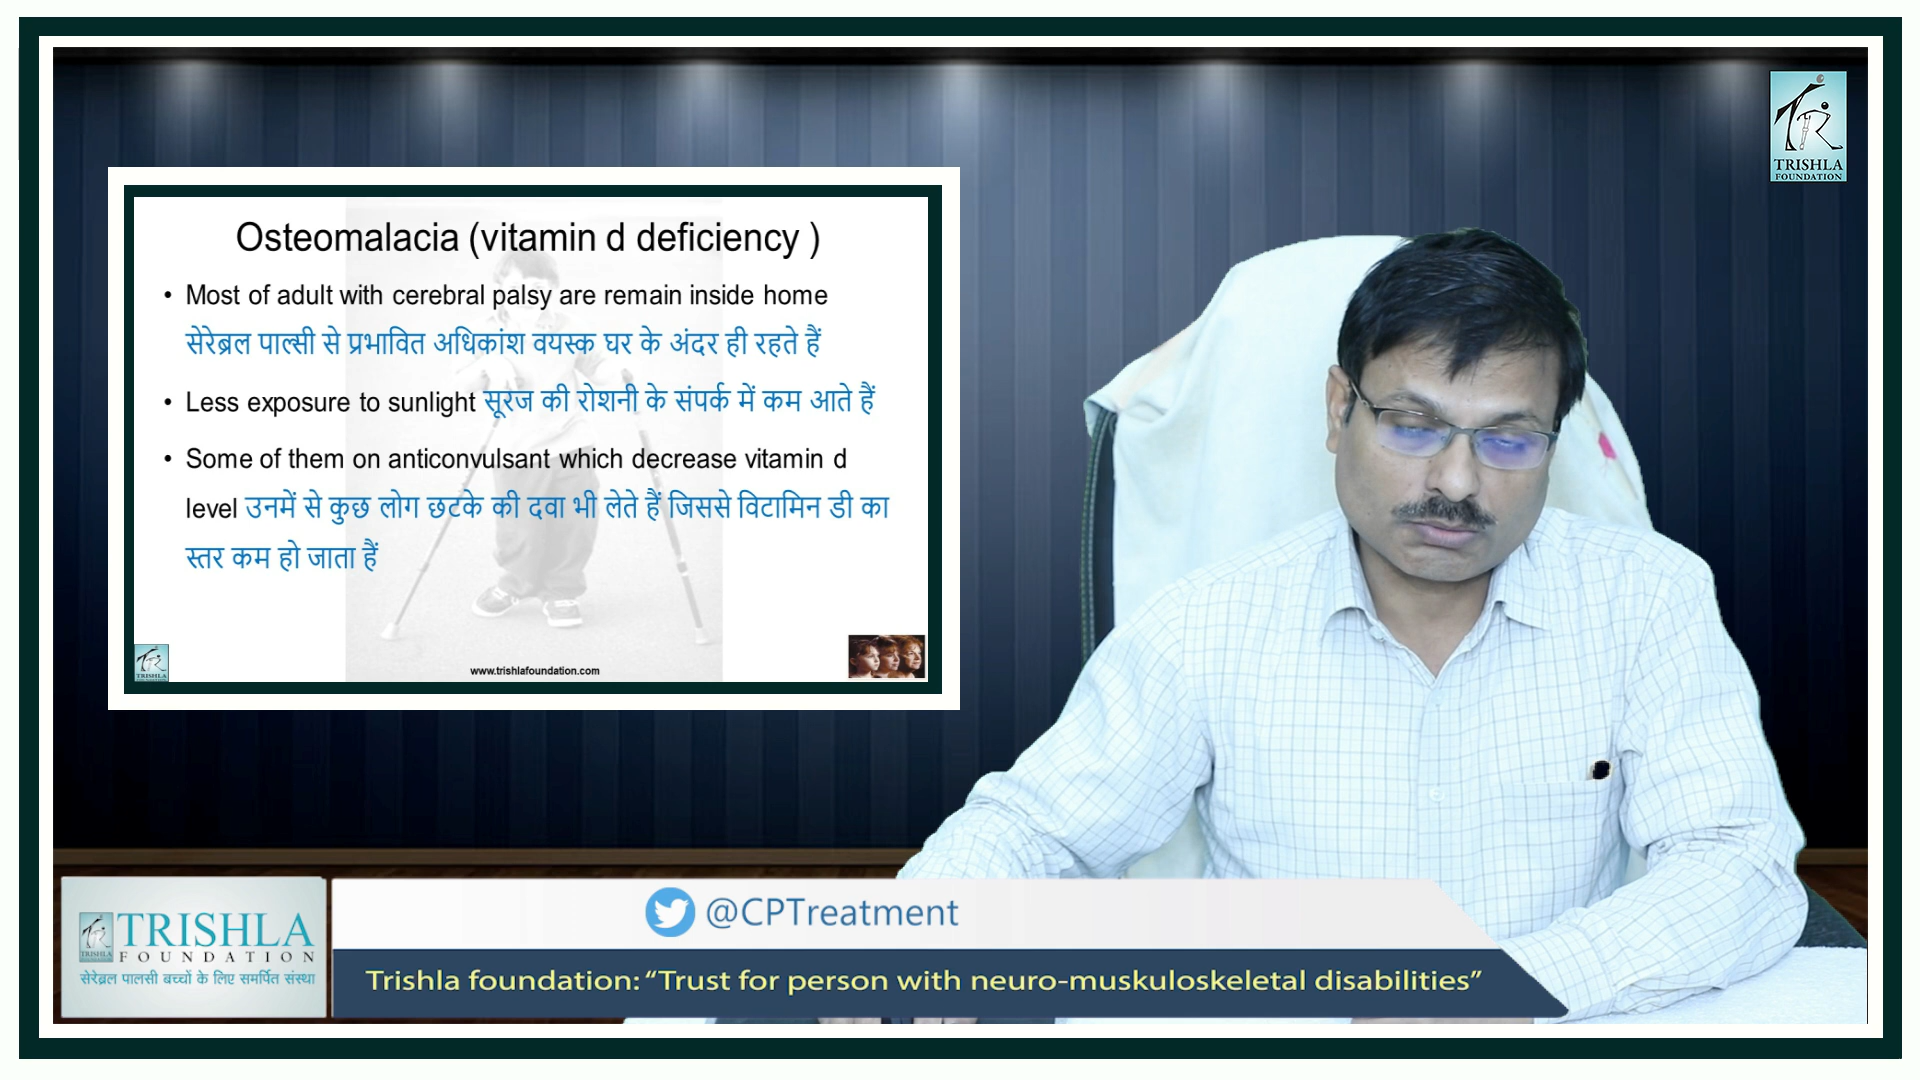 TRISHLA
FOUNDATION
Osteomalacia (vitamin d deficiency )
• Most of adult with cerebral palsy are remain inside home
सेरेब्रल पाल्सी से प्रभावित अधिकांश वयस्क घर के अंदर ही रहते हैं
• Less exposure to sunlight सूरज की रोशनी के संपर्क में कम आते हैं
• Some of them on anticonvulsant which decrease vitamin d
level उनमें से कुछ लोग छटके की दवा भी लेते हैं जिससे विटामिन डी का
स्तर कम हो जाता हैं
TRISHLA
www.trishlafoundation.com
@CPTreatment
TRISHLA
TRISHLA
FOUNDATION
सेरेब्रल पालसी बच्चों के लिए समर्पित संस्था
Trishla foundation: “Trust for person with neuro-muskuloskeletal disabilities”